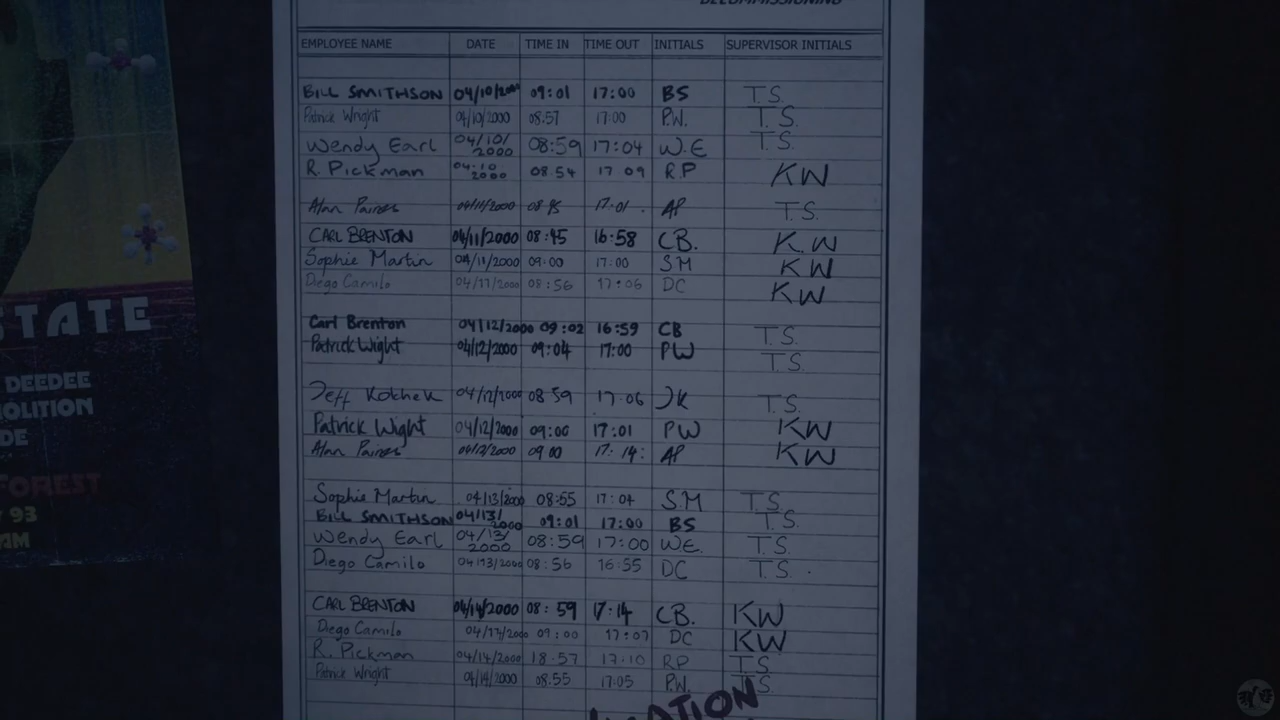 DECOMMISSIONING
EMPLOYEE NAME DATE TIME IN TIME OUT INITIALS SUPERVISOR INITIALS
BILL SMITHSON 04/10/2000 09:01 17:00 BS T.S.
Patrick Wright 04/10/2000 08:57 17:00 P.W. T.S.
Wendy Earl 04/10/2000 08:59 17:04 W.E T.S.
R. Pickman 04-10 2000 08:54 17 09 R.P KW
Alan 04/11/2000 17:01 AP T.S.
CARL BRENTON 04/11/2000 08:45 16:58 CB. K.W
Sophie Martin 04/11/2000 09:00 17:00 SM KW
Diego Camilo 04/11/2000 08:56 17:06 DC KW
Carl Brenton 04/12/2000 09:02 16:59 CB T.S.
Patrick Wight 04/12/2000 09:04 17:00 PW T.S.
Jeff 04/12/2000 08 59 17:06 JK T.S.
Patrick Wight 04/12/2000 09:00 17:01 PW KW
Alan 04/12/2000 09 00 17:14: AP KW
Sophie Martin 04/13/2000 08:55 17:04 S.M T.S.
BILL SMITHSON 04/13/2000 09:01 17:00 BS T.S.
Wendy Earl 04/13/2000 08:59 17:00 WE. T.S.
Diego Camilo 04/13/2000 08:56 16:55 DC T.S.
CARL BRENTON 04/14/2000 08:59 17:14 CB. KW
Diego Camilo 04/14/2000 09:00 17:07 DC KW
R. Pickman 04/14/2000 18:57 17:10 RP T.S.
Patrick Wright 04/14/2000 08:55 17:05 P.W. T.S.
STATE
DEEDEE
OLITION
DE
FOREST
93
AM